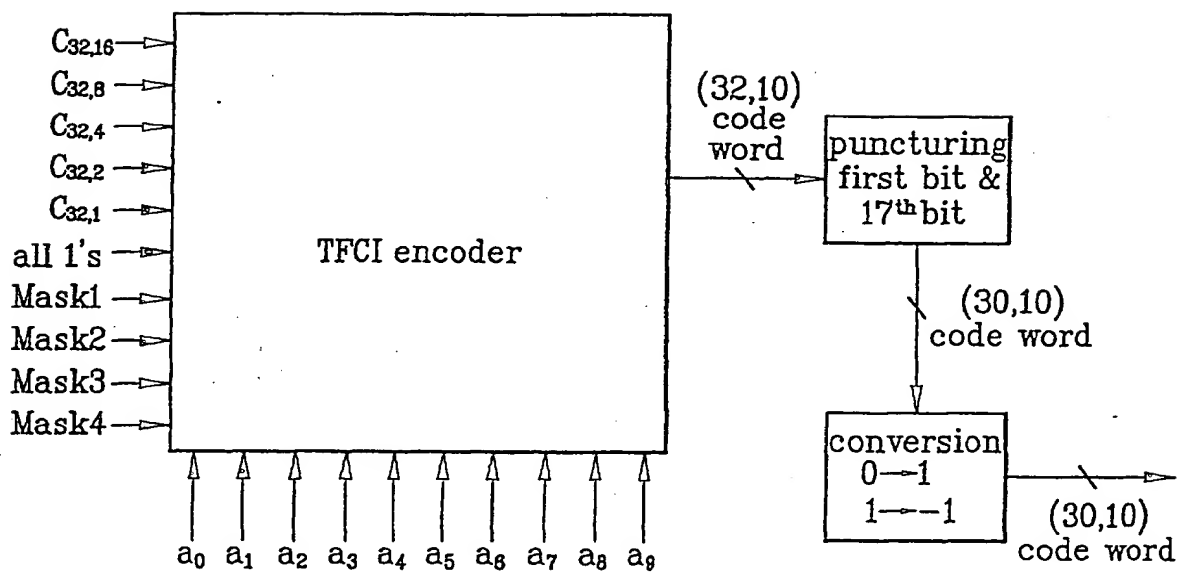 C32,16
C32,8
C32,4
C32,2
C32,1
all 1's
Mask1
Mask2
Mask3
Mask4
TFCI encoder
a0 a1 a2 a3 a4 a5 a6 a7 a8 a9
(32,10)
code
word
puncturing
first bit &
17th bit
(30,10)
code word
conversion
0→1
1→-1
(30,10)
code word